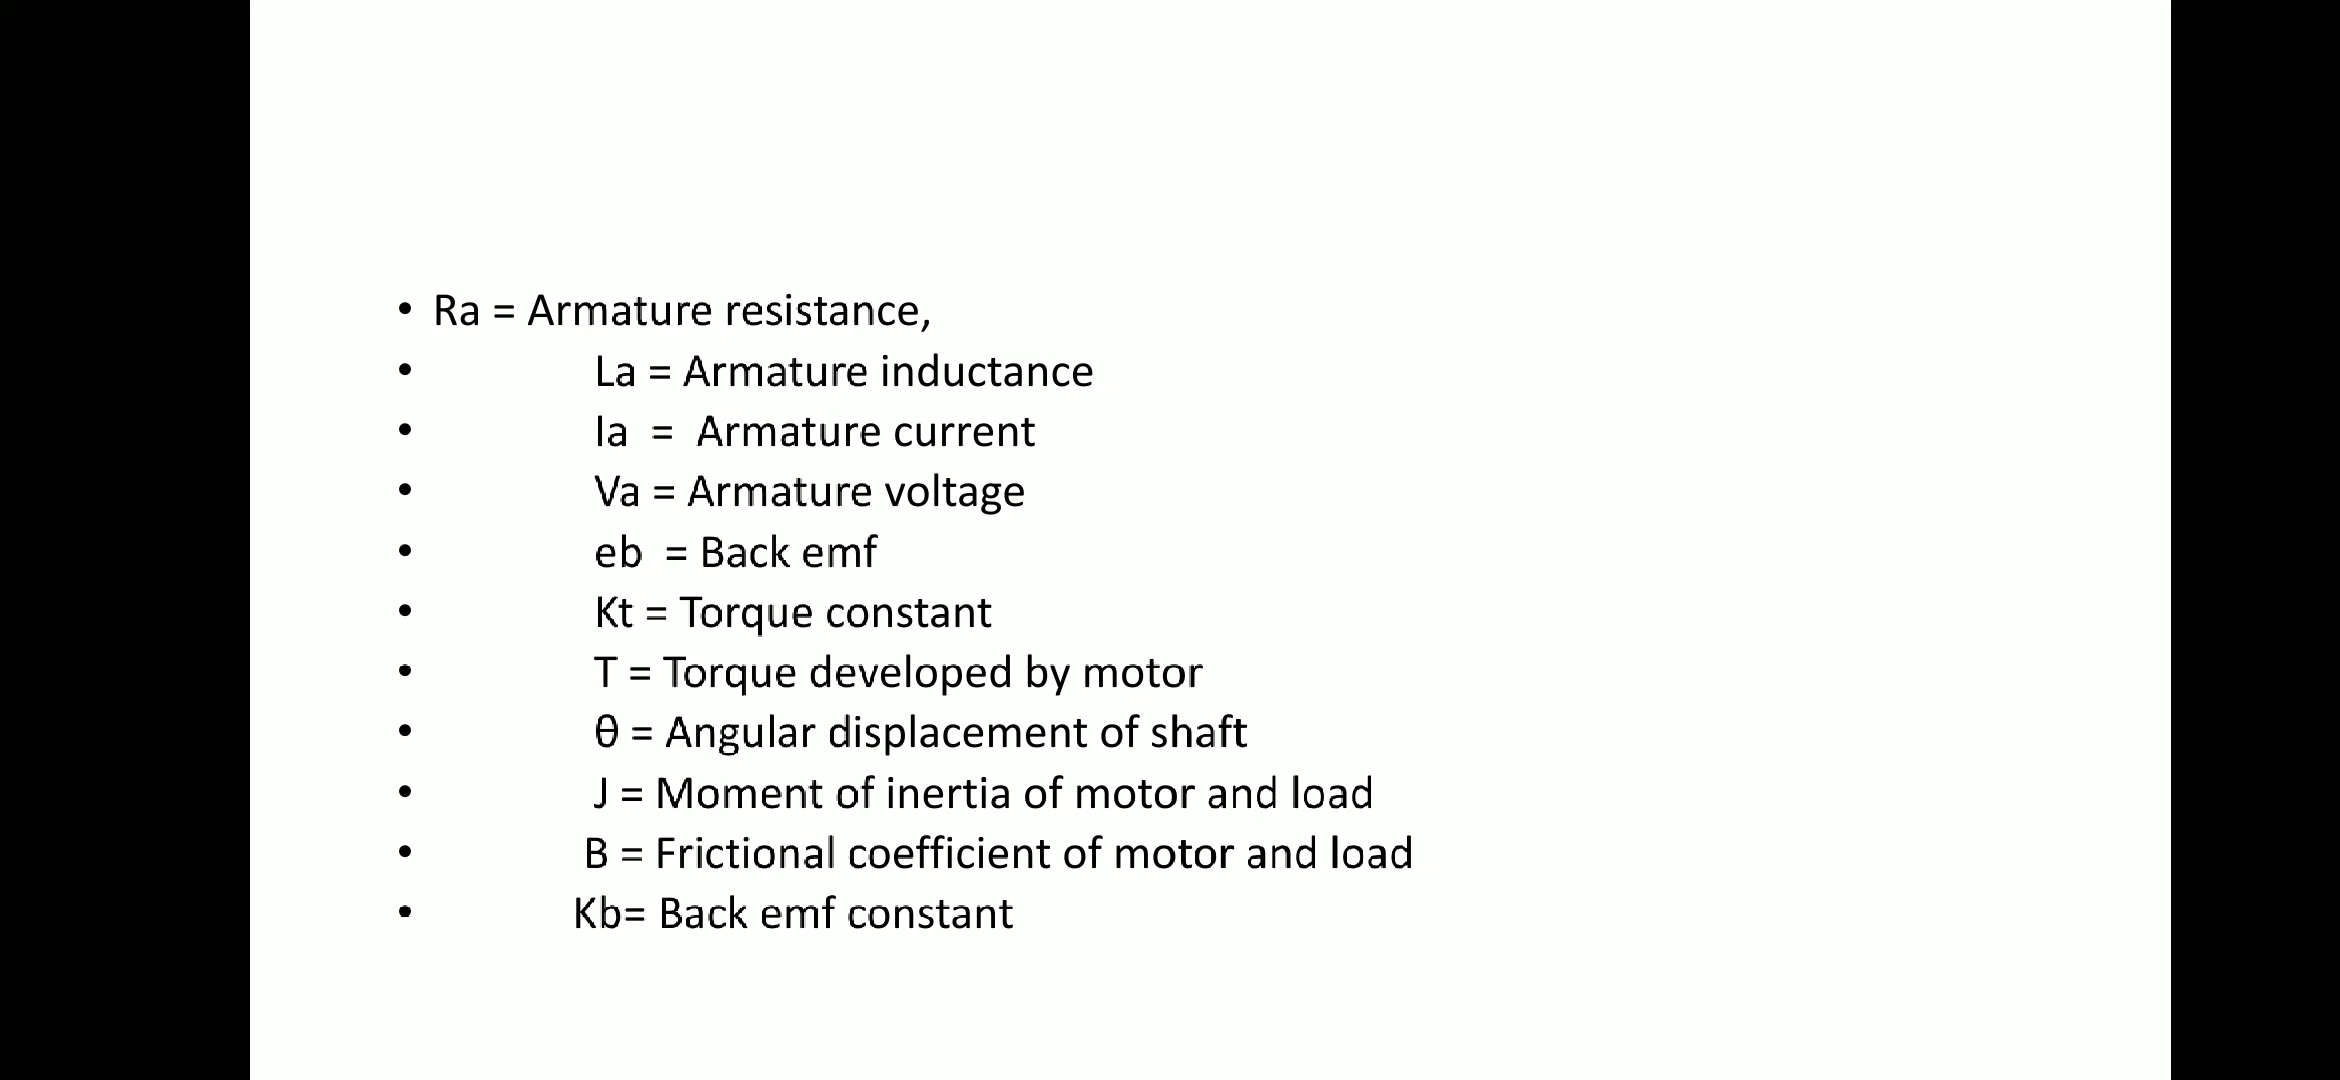 • Ra = Armature resistance,
• La = Armature inductance
• Ia = Armature current
• Va = Armature voltage
• eb = Back emf
• Kt = Torque constant
• T = Torque developed by motor
• θ = Angular displacement of shaft
• J = Moment of inertia of motor and load
• B = Frictional coefficient of motor and load
• Kb= Back emf constant